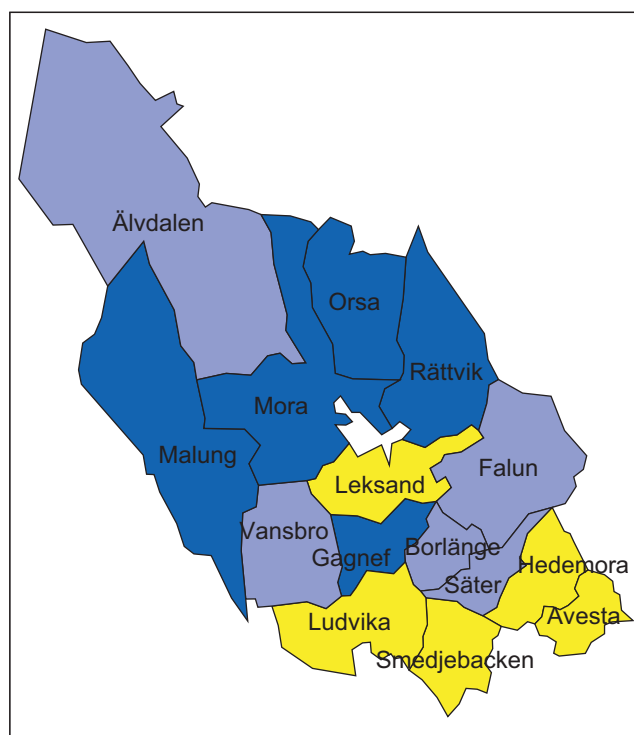 Älvdalen
Orsa
Rättvik
Mora
Malung
Falun
Leksand
Vansbro
Borlänge
Gagnef
Hedemora
Säter
Avesta
Ludvika
Smedjebacken